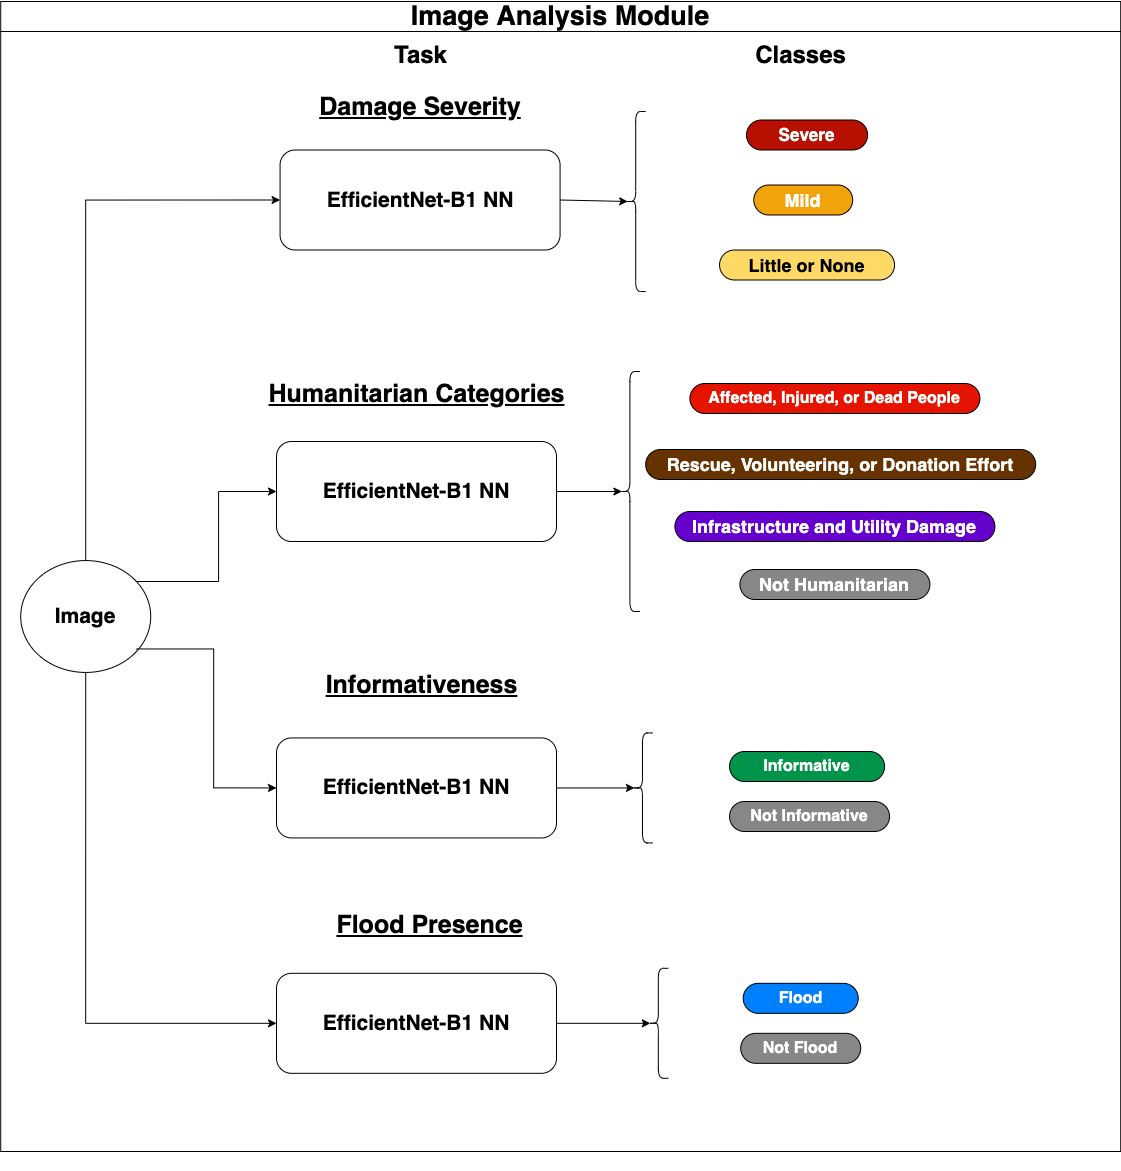 Image Analysis Module
Task
Classes
Damage Severity
EfficientNet-B1 NN
Severe
Mild
Little or None
Humanitarian Categories
EfficientNet-B1 NN
Affected, Injured, or Dead People
Rescue, Volunteering, or Donation Effort
Infrastructure and Utility Damage
Not Humanitarian
Image
Informativeness
EfficientNet-B1 NN
Informative
Not Informative
Flood Presence
EfficientNet-B1 NN
Flood
Not Flood